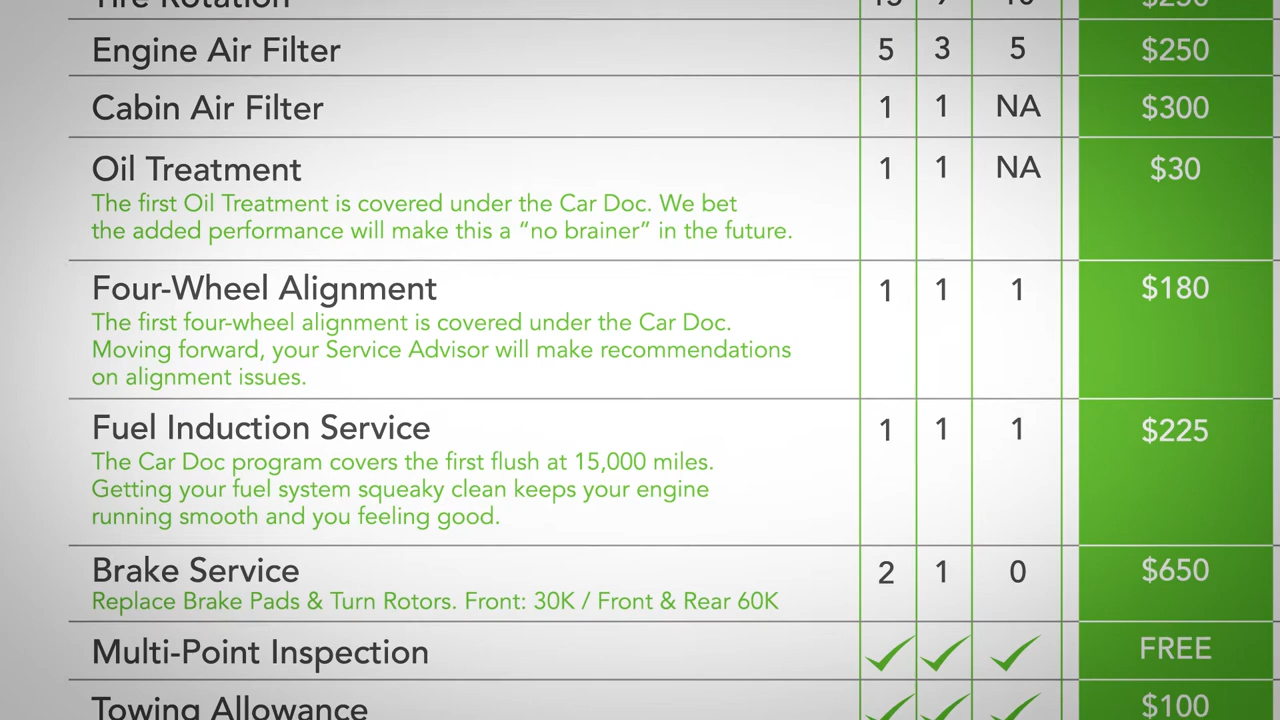 Tire Rotation 15 7 10 $250
Engine Air Filter 5 3 5 $250
Cabin Air Filter 1 1 NA $300
Oil Treatment 1 1 NA $30
The first Oil Treatment is covered under the Car Doc. We bet
the added performance will make this a “no brainer” in the future.
Four-Wheel Alignment 1 1 1 $180
The first four-wheel alignment is covered under the Car Doc.
Moving forward, your Service Advisor will make recommendations
on alignment issues.
Fuel Induction Service 1 1 1 $225
The Car Doc program covers the first flush at 15,000 miles.
Getting your fuel system squeaky clean keeps your engine
running smooth and you feeling good.
Brake Service 2 1 0 $650
Replace Brake Pads & Turn Rotors. Front: 30K / Front & Rear 60K
Multi-Point Inspection FREE
Towing Allowance $100